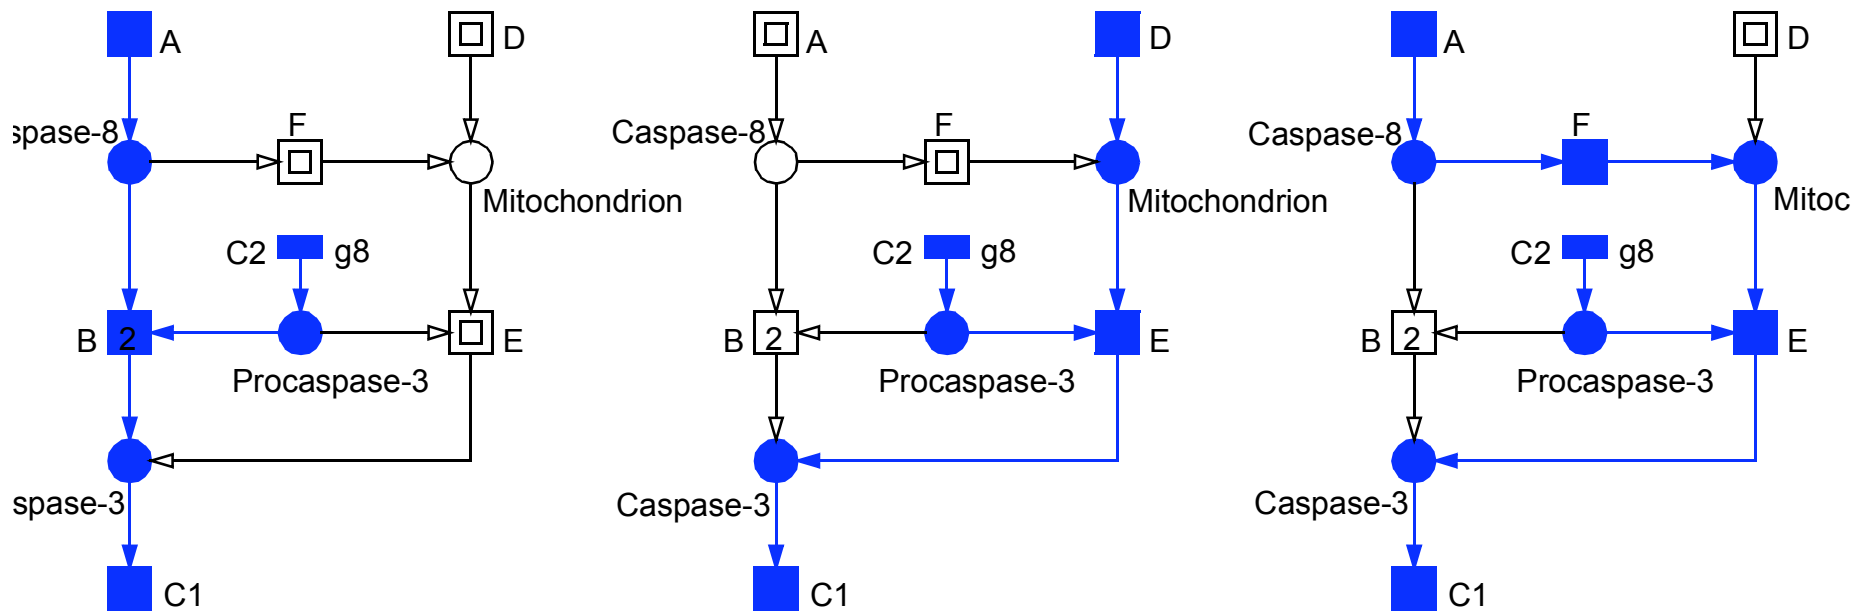 A
D
A
D
A
D
spase-8
F
Caspase-8
F
Caspase-8
F
Mitochondrion
Mitochondrion
Mitoc
C2
g8
C2
g8
C2
g8
B
2
E
B
2
E
B
2
E
Procaspase-3
Procaspase-3
Procaspase-3
spase-3
Caspase-3
Caspase-3
C1
C1
C1